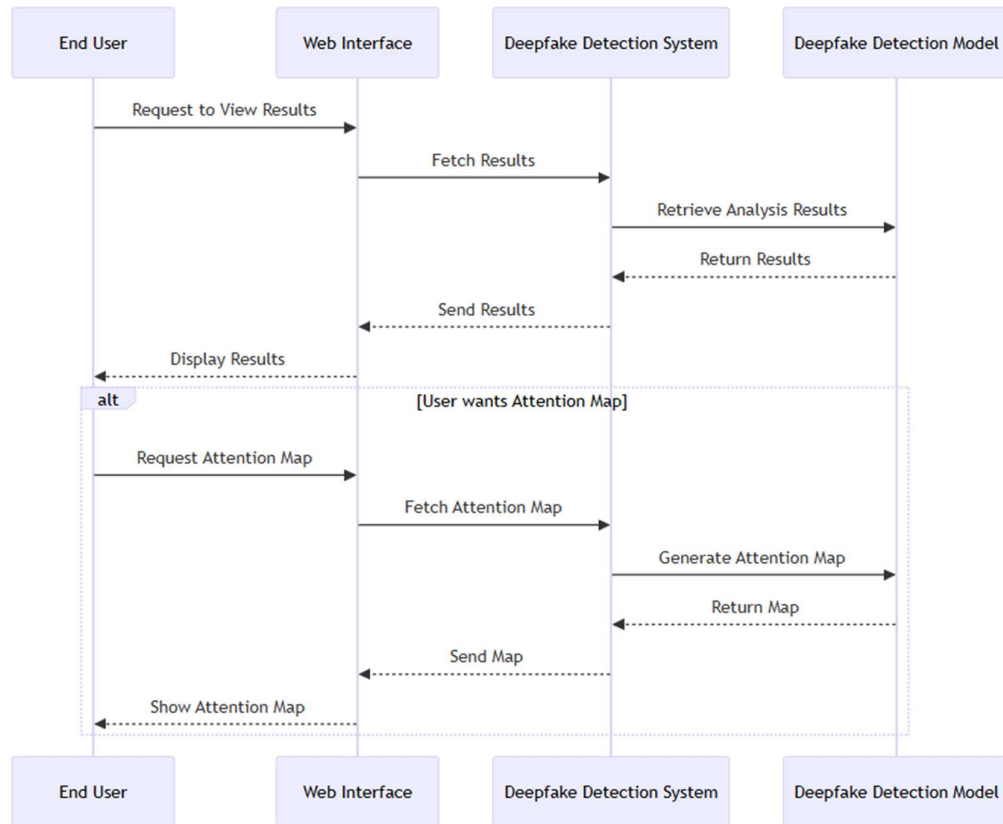 End User
Web Interface
Deepfake Detection System
Deepfake Detection Model
Request to View Results
Fetch Results
Retrieve Analysis Results
Return Results
Send Results
Display Results
alt
[User wants Attention Map]
Request Attention Map
Fetch Attention Map
Generate Attention Map
Return Map
Send Map
Show Attention Map
End User
Web Interface
Deepfake Detection System
Deepfake Detection Model